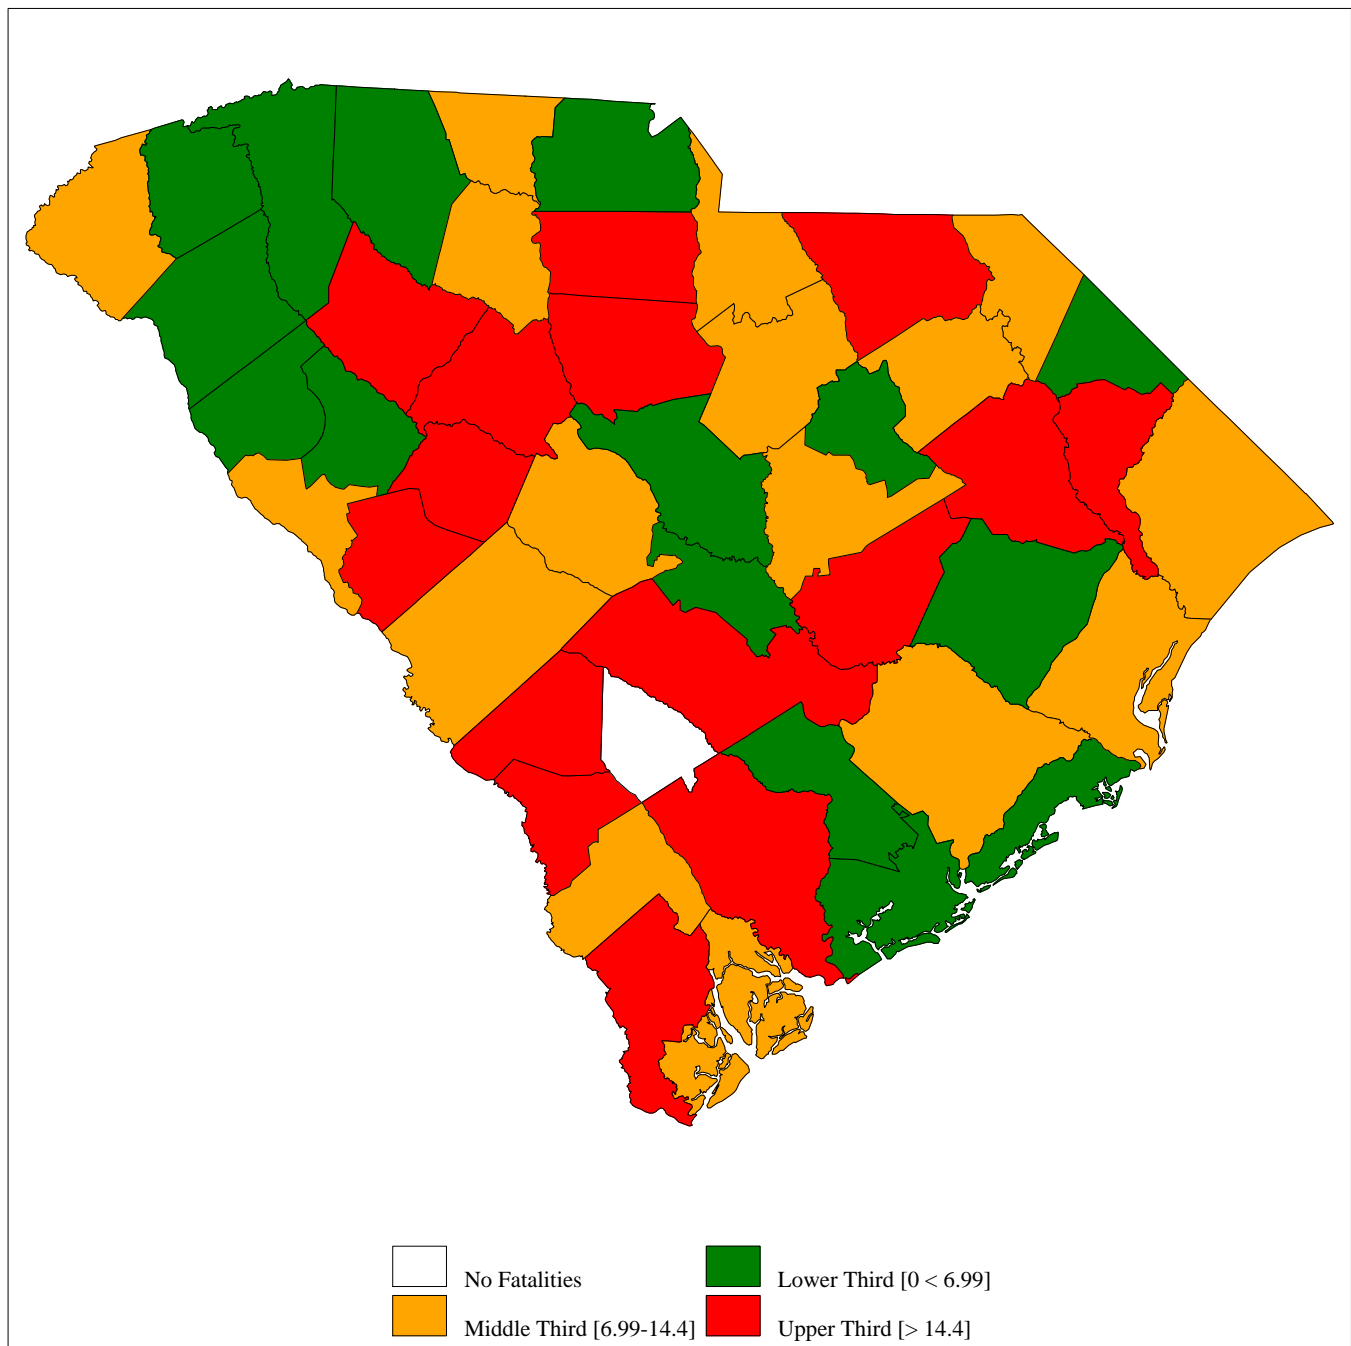 No Fatalities
Lower Third [0 < 6.99]
Middle Third [6.99-14.4]
Upper Third [> 14.4]